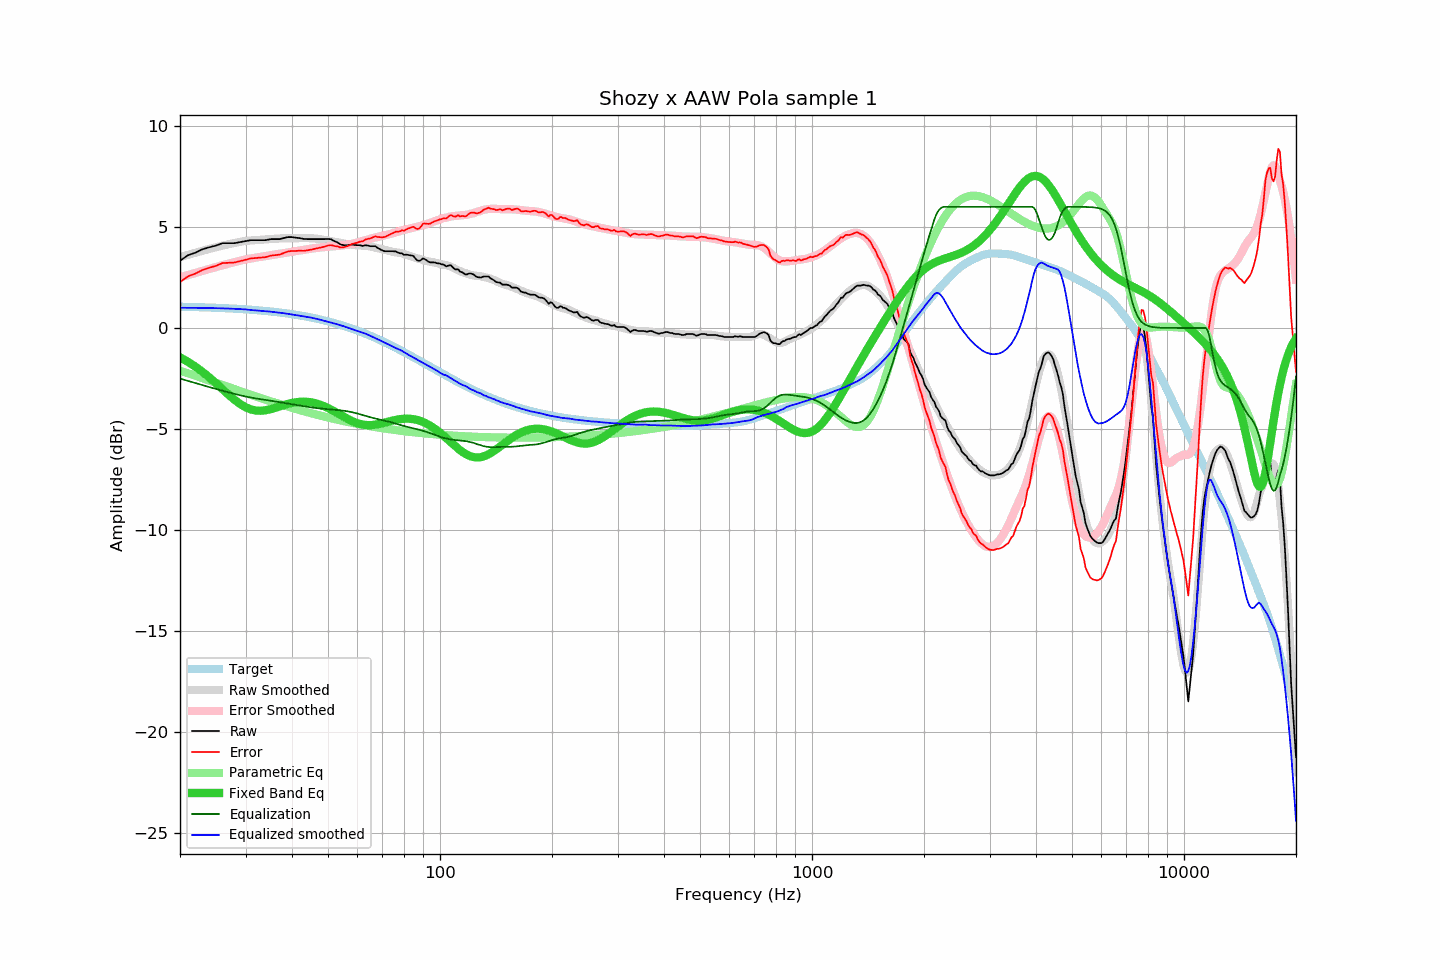 Shozy x AAW Pola sample 1
10
5
0
−5
−10
−15
−20
−25
Amplitude (dBr)
Target
Raw Smoothed
Error Smoothed
Raw
Error
Parametric Eq
Fixed Band Eq
Equalization
Equalized smoothed
100
1000
10000
Frequency (Hz)